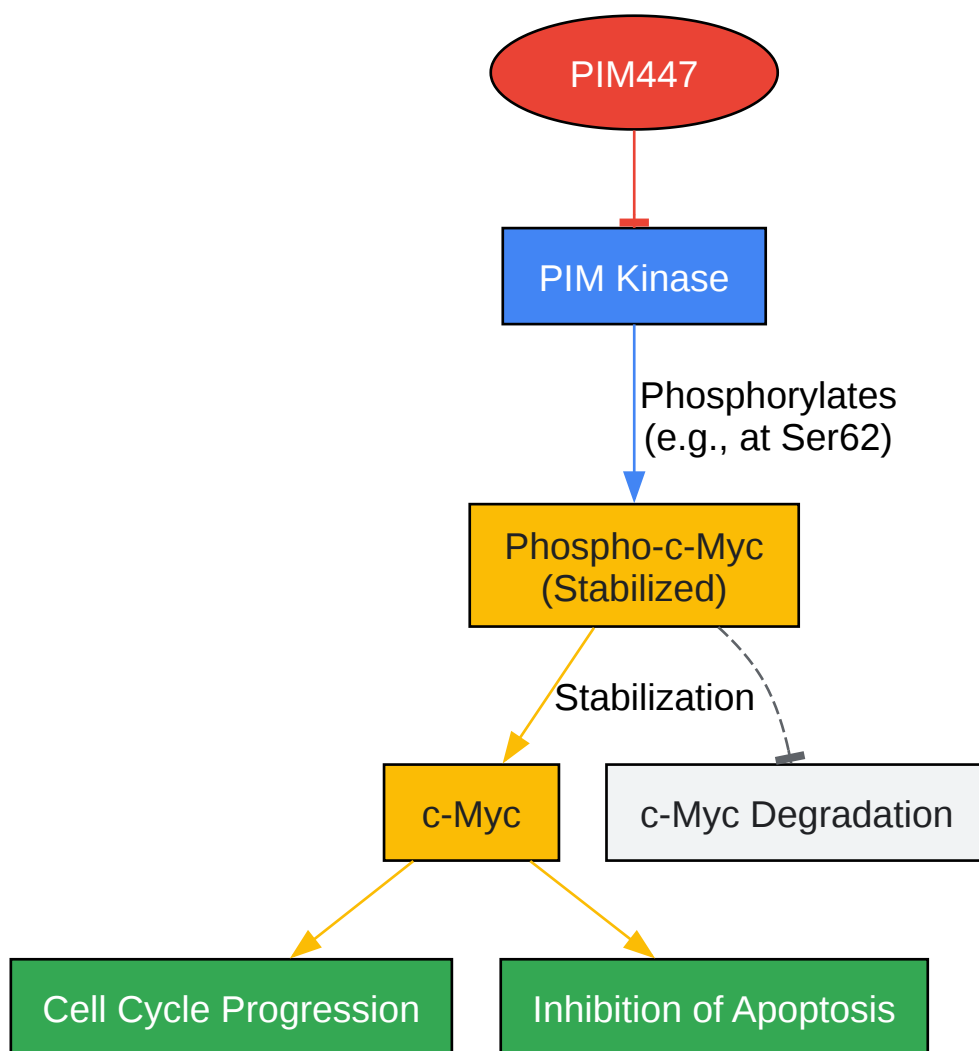 PIM447
PIM Kinase
Phosphorylates
(e.g., at Ser62)
Phospho-c-Myc
(Stabilized)
Stabilization
c-Myc
c-Myc Degradation
Cell Cycle Progression
Inhibition of Apoptosis